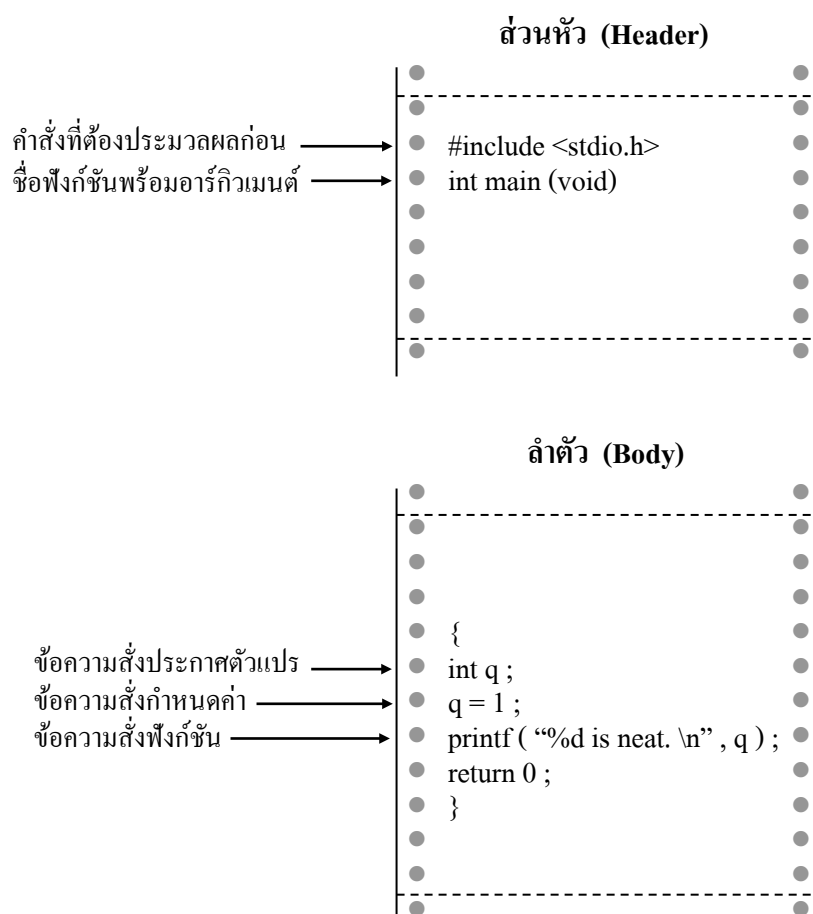 ส่วนหัว (Header)
คำสั่งที่ต้องประมวลผลก่อน
#include <stdio.h>
ชื่อฟังก์ชันพร้อมอาร์กิวเมนต์
int main (void)
ลำตัว (Body)
{
ข้อความสั่งประกาศตัวแปร
int q ;
ข้อความสั่งกำหนดค่า
q = 1 ;
ข้อความสั่งฟังก์ชัน
printf ( “%d is neat. \n” , q ) ;
return 0 ;
}